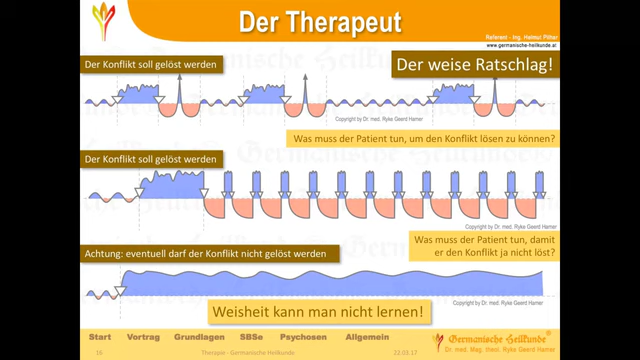 Der Therapeut
Referent - Ing. Helmut Pilhar
www.germanische-heilkunde.at
Der Konflikt soll gelöst werden
Der weise Ratschlag!
Copyright by Dr. med. Ryke Geerd Hamer
Was muss der Patient tun, um den Konflikt lösen zu können?
Der Konflikt soll gelöst werden
Copyright by Dr. med. Ryke Geerd Hamer
Was muss der Patient tun, damit
er den Konflikt ja nicht löst?
Achtung: eventuell darf der Konflikt nicht gelöst werden
Weisheit kann man nicht lernen!
Copyright by Dr. med. Ryke Geerd Hamer
Start Vortrag Grundlagen SBSe Psychosen Allgemein
Germanische Heilkunde®
Dr. med. Mag. theol. Ryke Geerd Hamer
16 Therapie - Germanische Heilkunde 22.03.17